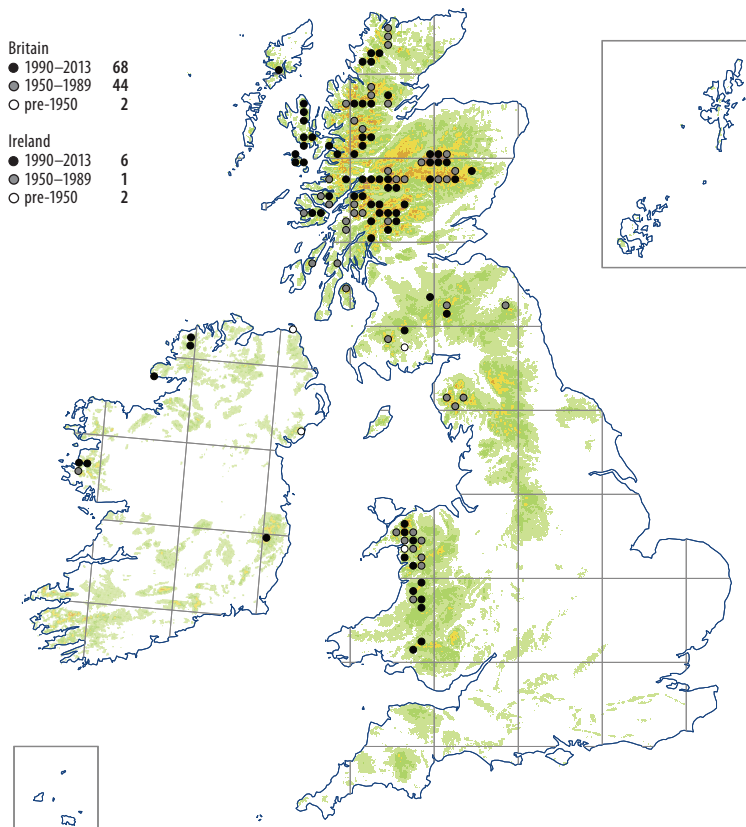 Britain
● 1990–2013 68
● 1950–1989 44
○ pre-1950 2
Ireland
● 1990–2013 6
● 1950–1989 1
○ pre-1950 2